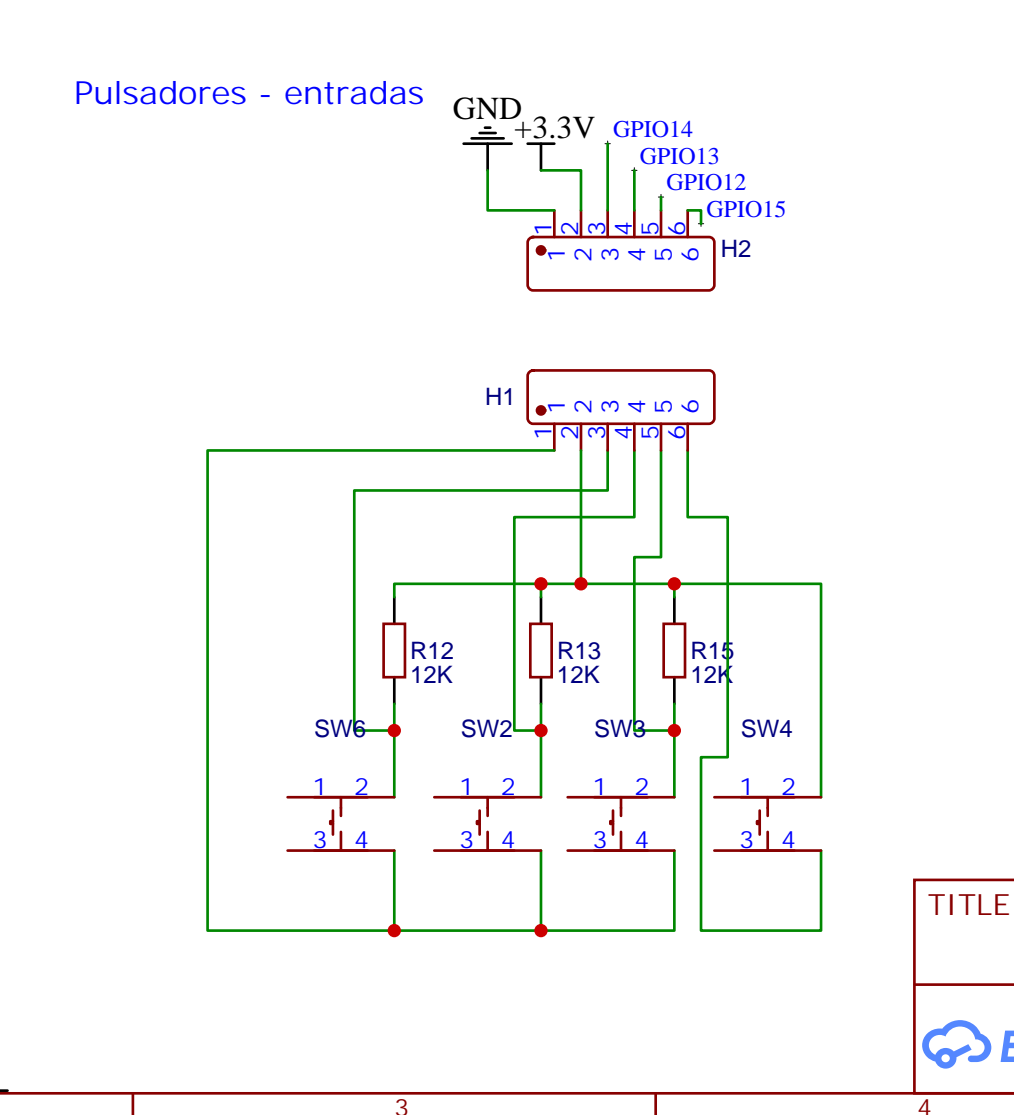 Pulsadores - entradas
GND
+3.3V
GPIO14
GPIO13
GPIO12
GPIO15
1 2 3 4 5 6
1 2 3 4 5 6
H2
H1
1 2 3 4 5 6
1 2 3 4 5 6
R12
12K
R13
12K
R15
12K
SW6
SW2
SW3
SW4
1 2
1 2
1 2
1 2
3 4
3 4
3 4
3 4
TITLE
E
3
4